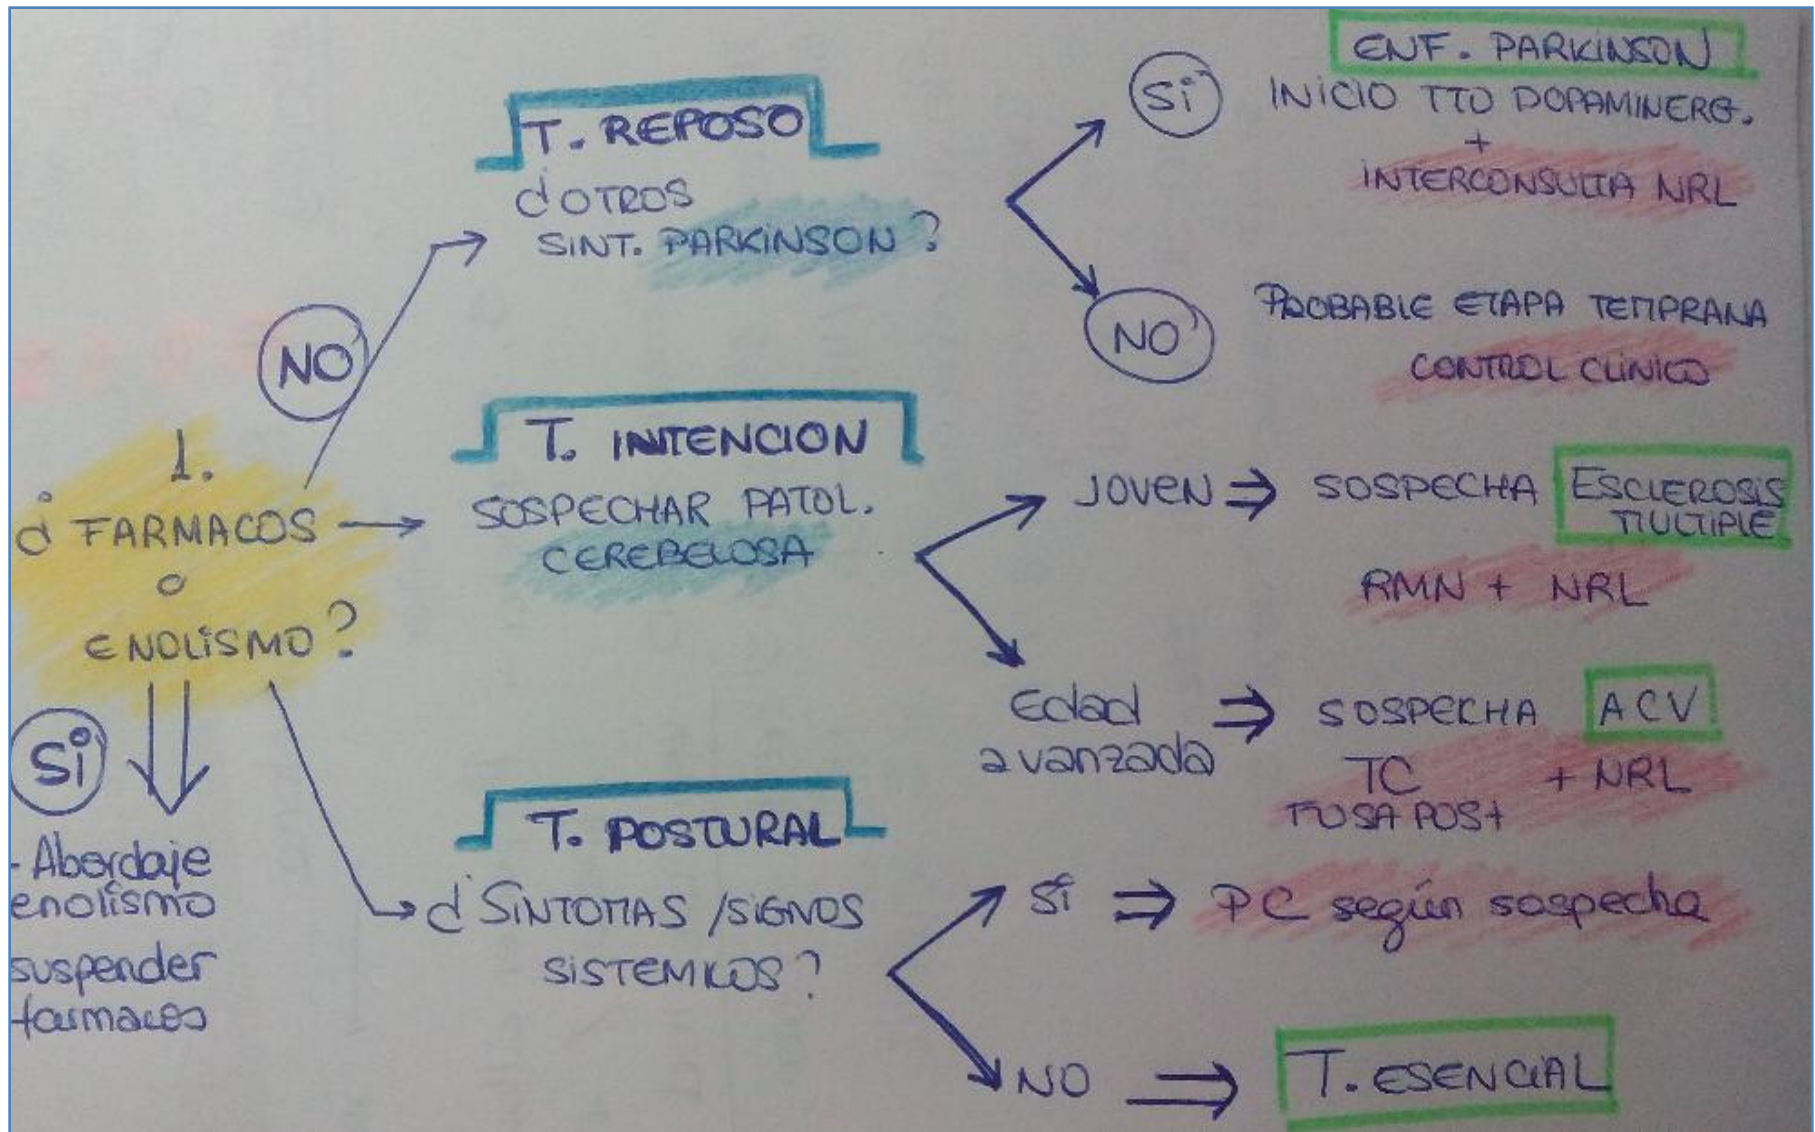 1.
¿ FARMACOS
O
ENOLISMO?
SI
- Abordaje
enolismo
suspender
farmacos
NO
T. REPOSO
¿ OTROS
SINT. PARKINSON?
SI
ENF. PARKINSON
INICIO TTO DOPAMINERG.
+
INTERCONSULTA NRL
NO
PROBABLE ETAPA TEMPRANA
CONTROL CLINICO
T. INTENCION
SOSPECHAR PATOL.
CEREBELOSA
JOVEN ⇒ SOSPECHA ESCLEROSIS
MULTIPLE
RMN + NRL
Edad
avanzada ⇒ SOSPECHA ACV
TC + NRL
FOSA POST
T. POSTURAL
¿ SINTOMAS / SIGNOS
SISTEMICOS?
SI ⇒ PC según sospecha
NO ⇒ T. ESENCIAL